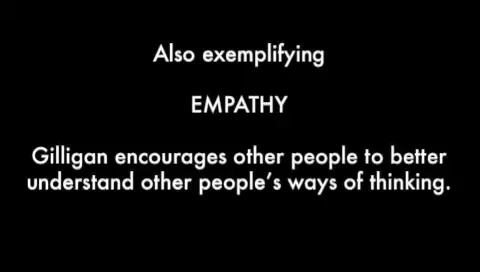 Also exemplifying
EMPATHY
Gilligan encourages other people to better
understand other people’s ways of thinking.